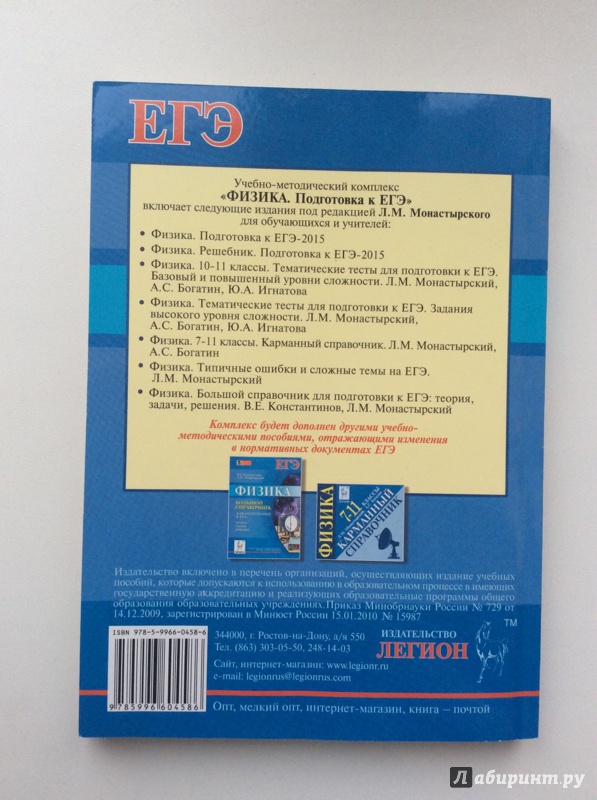 ЕГЭ
Учебно-методический комплекс
«ФИЗИКА. Подготовка к ЕГЭ»
включает следующие издания под редакцией Л.М. Монастырского
для обучающихся и учителей:
• Физика. Подготовка к ЕГЭ-2015
• Физика. Решебник. Подготовка к ЕГЭ-2015
• Физика. 10-11 классы. Тематические тесты для подготовки к ЕГЭ.
Базовый и повышенный уровни сложности. Л.М. Монастырский,
А.С. Богатин, Ю.А. Игнатова
• Физика. Тематические тесты для подготовки к ЕГЭ. Задания
высокого уровня сложности. Л.М. Монастырский,
А.С. Богатин, Ю.А. Игнатова
• Физика. 7-11 классы. Карманный справочник. Л.М. Монастырский,
А.С. Богатин
• Физика. Типичные ошибки и сложные темы на ЕГЭ.
Л.М. Монастырский
• Физика. Большой справочник для подготовки к ЕГЭ: теория,
задачи, решения. В.Е. Константинов, Л.М. Монастырский
Комплекс будет дополнен другими учебно-
методическими пособиями, отражающими изменения
в нормативных документах ЕГЭ
ЕГЭ
ФИЗИКА
БОЛЬШОЙ СПРАВОЧНИК
ФИЗИКА
7-11 КЛАССЫ
КАРМАННЫЙ
СПРАВОЧНИК
Издательство включено в перечень организаций, осуществляющих издание учебных
пособий, которые допускаются к использованию в образовательном процессе в имеющих
государственную аккредитацию и реализующих образовательные программы общего
образования образовательных учреждениях.Приказ Минобрнауки России № 729 от
14.12.2009, зарегистрирован в Минюст России 15.01.2010 № 15987
ISBN 978-5-9966-0458-6
9 785996 604586
344000, г. Ростов-на-Дону, а/я 550
Тел. (863) 303-05-50, 248-14-03
Сайт, интернет-магазин: www.legionr.ru
e-mail: legionrus@legionrus.com
ИЗДАТЕЛЬСТВО
ЛЕГИОН
TM
Опт, мелкий опт, интернет-магазин, книга – почтой
Лабиринт.ру